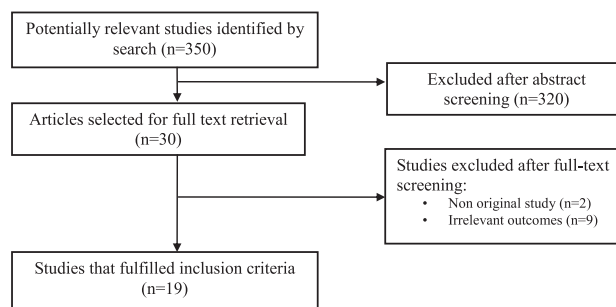 Potentially relevant studies identified by
search (n=350)
Excluded after abstract
screening (n=320)
Articles selected for full text retrieval
(n=30)
Studies excluded after full-text
screening:
• Non original study (n=2)
• Irrelevant outcomes (n=9)
Studies that fulfilled inclusion criteria
(n=19)